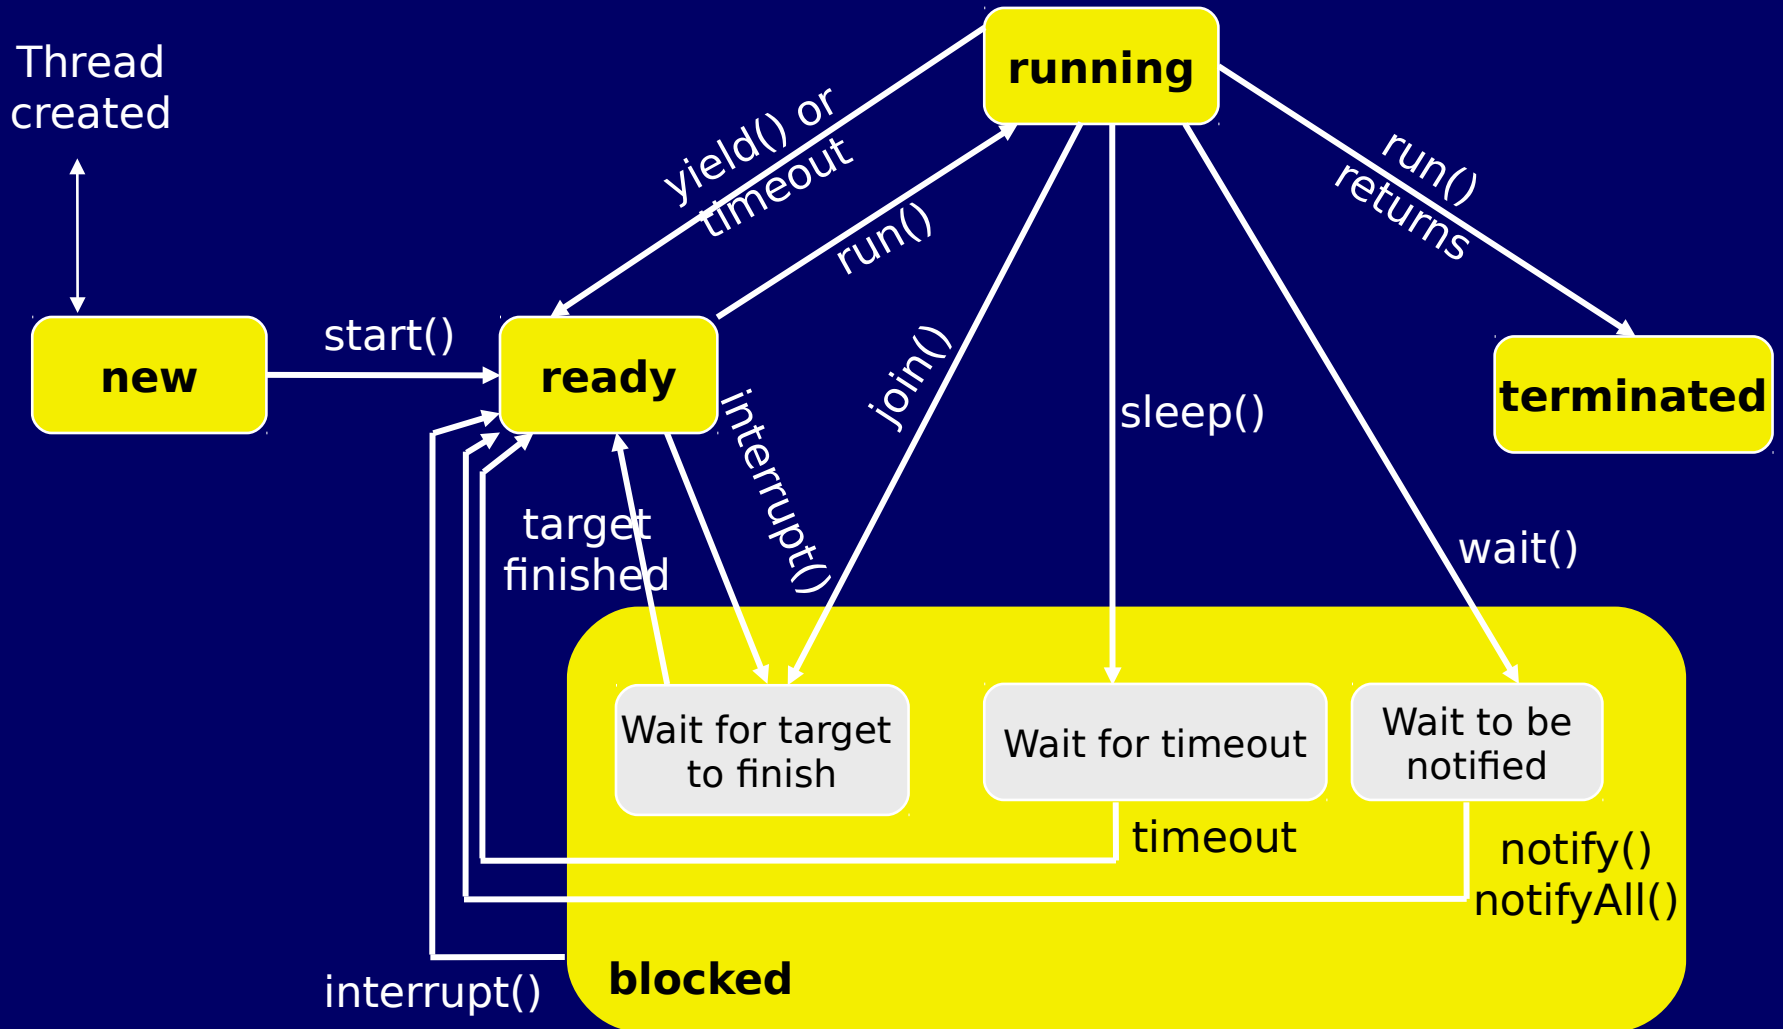 running
Thread
created
yield() or
timeout
run()
run()
returns
start()
new
ready
terminated
interrupt()
join()
sleep()
target
finished
wait()
Wait for target
to finish
Wait for timeout
Wait to be
notified
timeout
notify()
notifyAll()
blocked
interrupt()